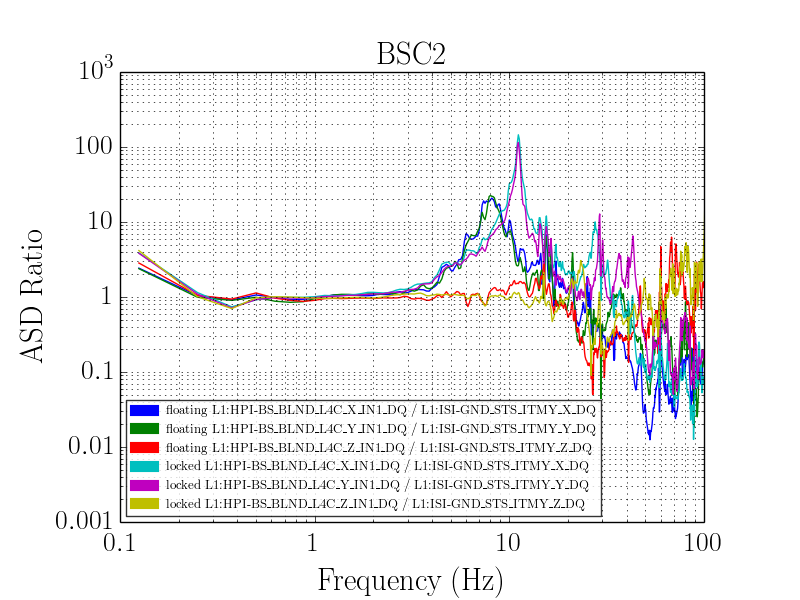 BSC2
10^3
100
10
1
0.1
0.01
0.001
ASD Ratio
floating L1:HPI-BS_BLND_L4C_X_IN1_DQ / L1:ISI-GND_STS_ITMY_X_DQ
floating L1:HPI-BS_BLND_L4C_Y_IN1_DQ / L1:ISI-GND_STS_ITMY_Y_DQ
floating L1:HPI-BS_BLND_L4C_Z_IN1_DQ / L1:ISI-GND_STS_ITMY_Z_DQ
locked L1:HPI-BS_BLND_L4C_X_IN1_DQ / L1:ISI-GND_STS_ITMY_X_DQ
locked L1:HPI-BS_BLND_L4C_Y_IN1_DQ / L1:ISI-GND_STS_ITMY_Y_DQ
locked L1:HPI-BS_BLND_L4C_Z_IN1_DQ / L1:ISI-GND_STS_ITMY_Z_DQ
0.1 1 10 100
Frequency (Hz)